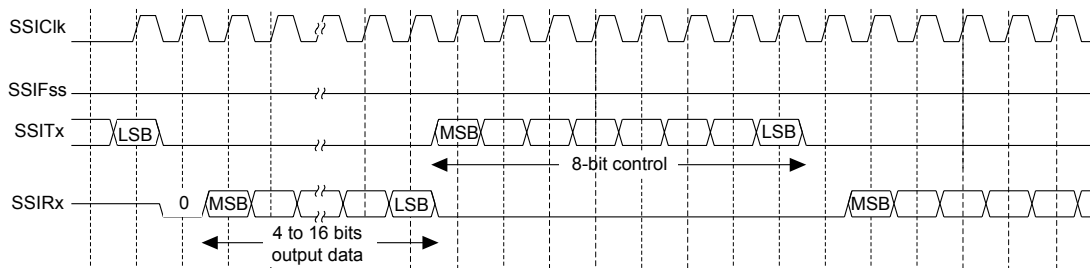 SSIClk
SSIFss
SSITx
LSB
MSB
LSB
8-bit control
SSIRx
0
MSB
LSB
MSB
4 to 16 bits
output data